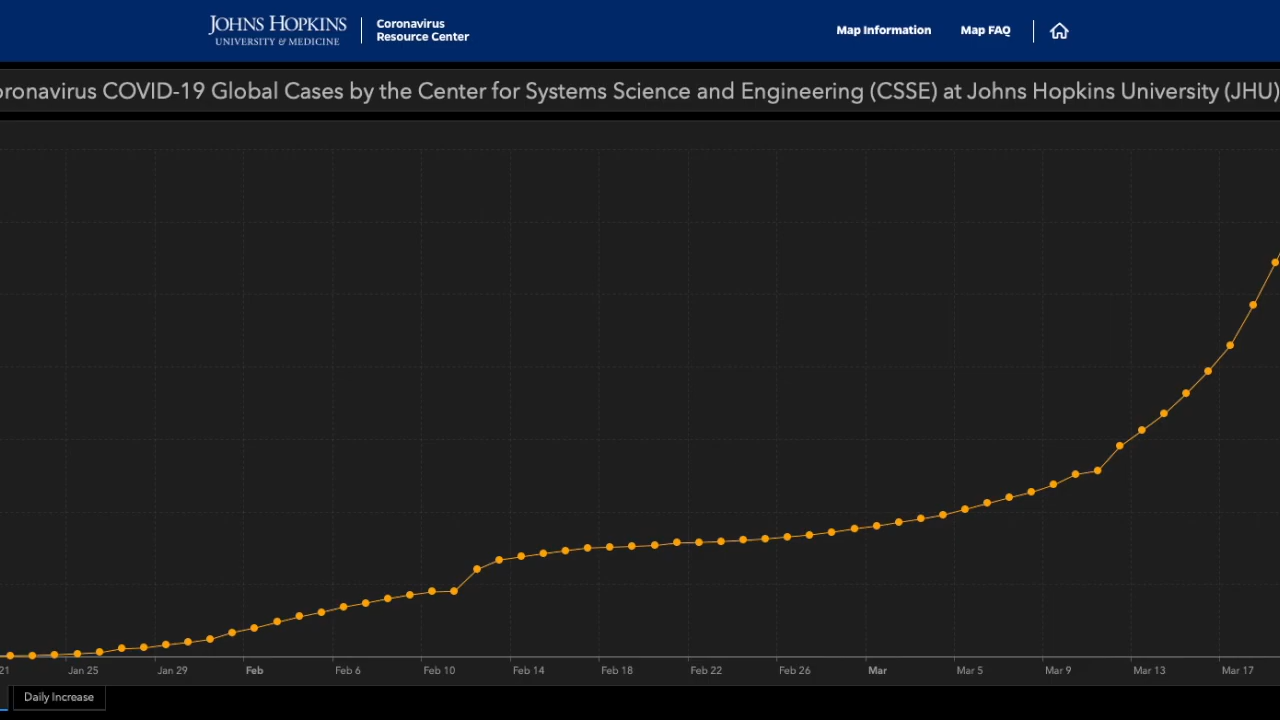 JOHNS HOPKINS
UNIVERSITY & MEDICINE
Coronavirus
Resource Center
Map Information
Map FAQ
oronavirus COVID-19 Global Cases by the Center for Systems Science and Engineering (CSSE) at Johns Hopkins University (JHU)
21
Jan 25
Jan 29
Feb
Feb 6
Feb 10
Feb 14
Feb 18
Feb 22
Feb 26
Mar
Mar 5
Mar 9
Mar 13
Mar 17
Daily Increase